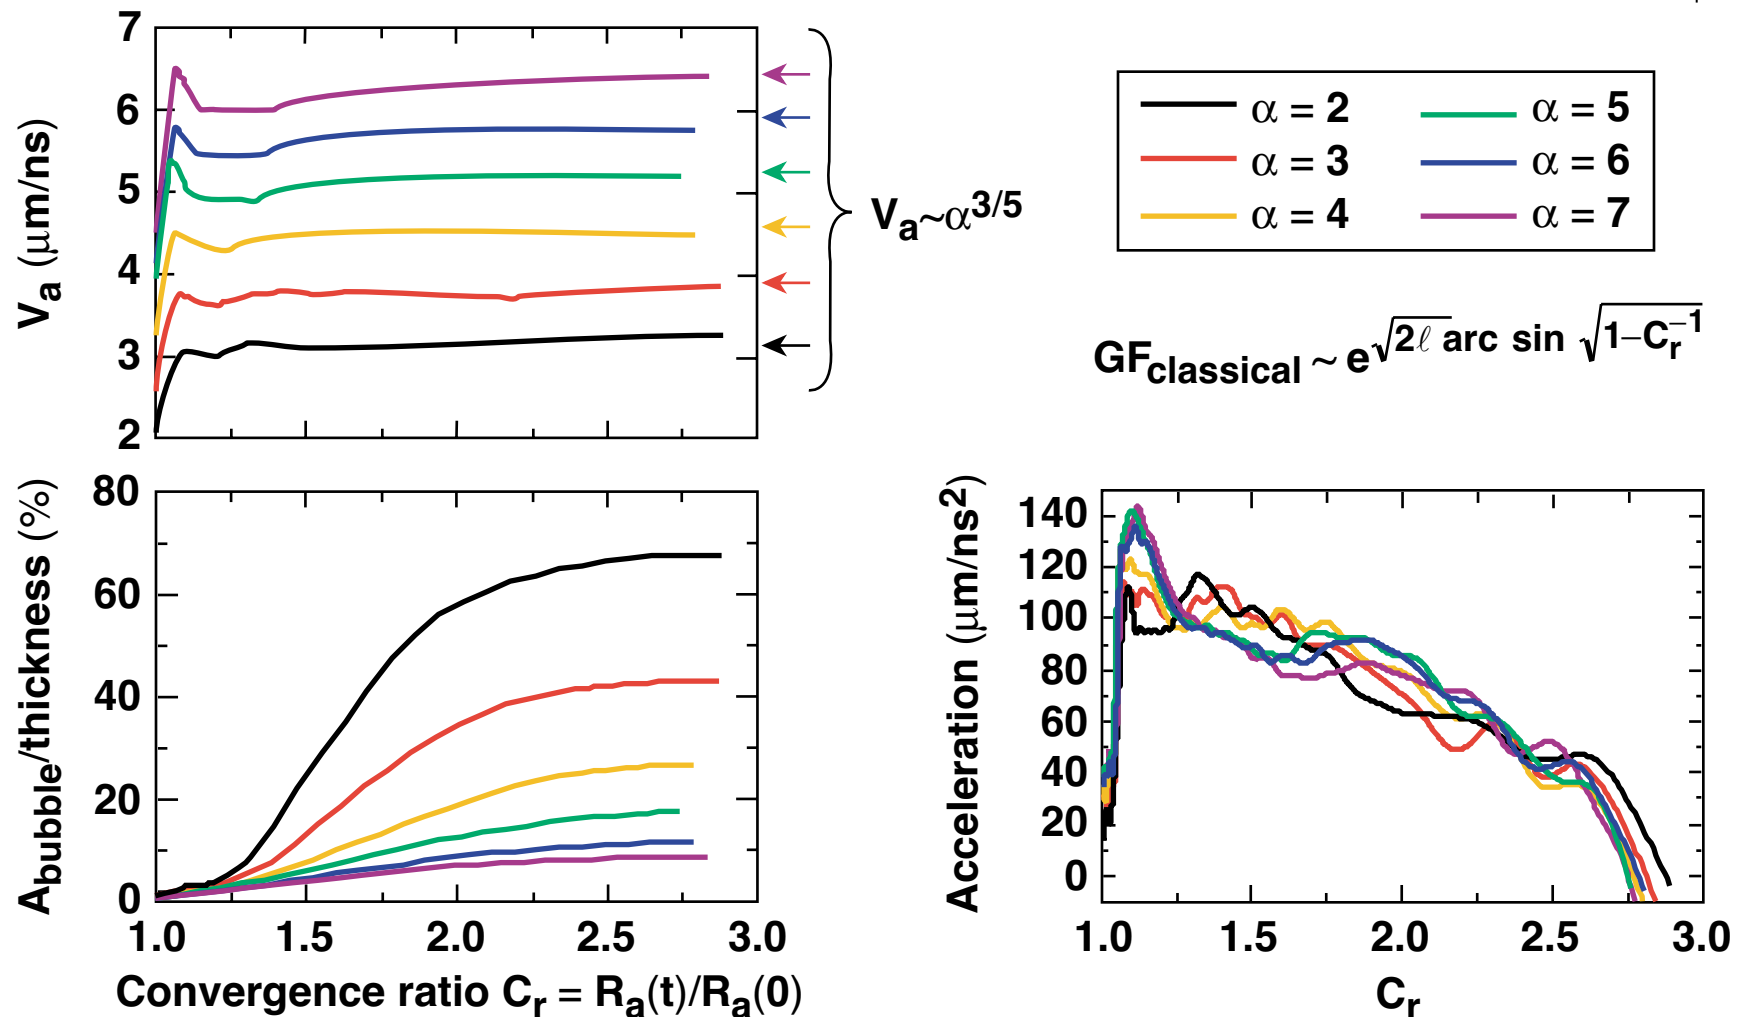 7
6
5
4
3
2
Va (μm/ns)
Va~α3/5
α = 2
α = 3
α = 4
α = 5
α = 6
α = 7
GFclassical ~ e√2ℓ arc sin √1–Cr–1
80
60
40
20
0
Abubble/thickness (%)
1.0 1.5 2.0 2.5 3.0
Convergence ratio Cr = Ra(t)/Ra(0)
140
120
100
80
60
40
20
0
Acceleration (μm/ns2)
1.0 1.5 2.0 2.5 3.0
Cr